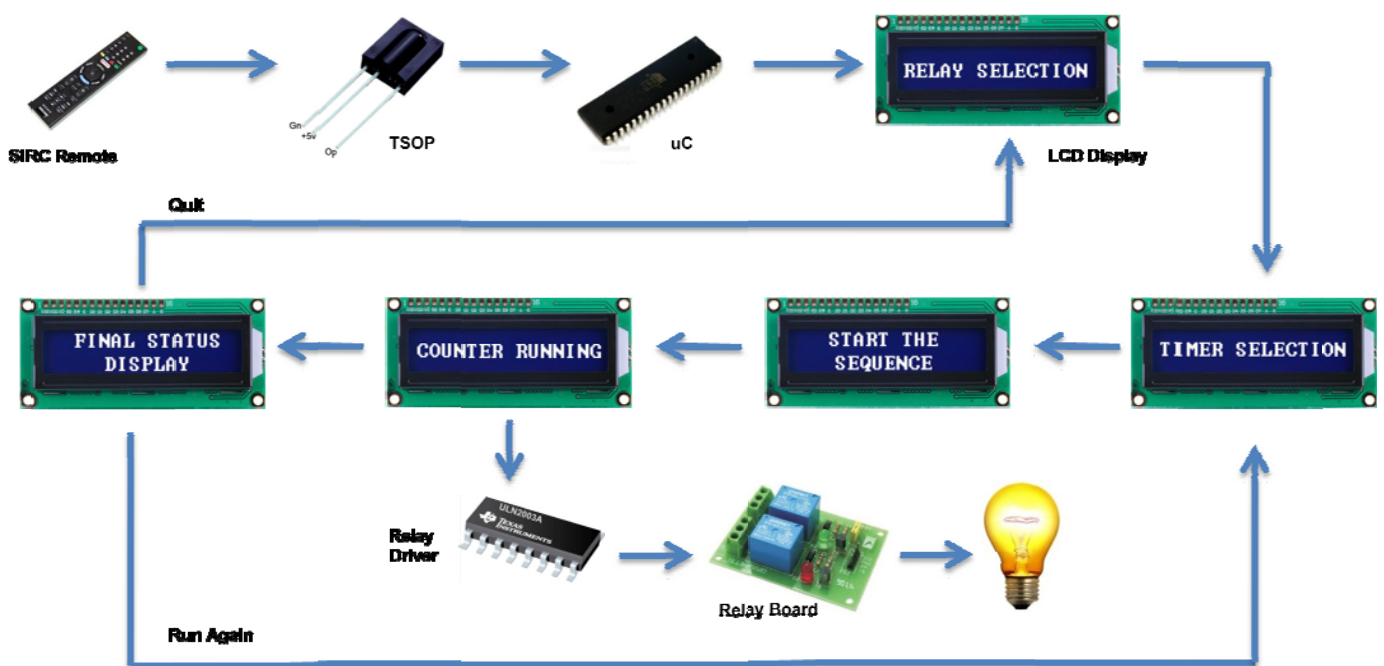 RELAY SELECTION
Gn
+5v
Op
TSOP
uC
SIRC Remote
LCD Display
Quit
FINAL STATUS
DISPLAY
COUNTER RUNNING
START THE
SEQUENCE
TIMER SELECTION
ULN2003A
TEXAS
INSTRUMENTS
Relay
Driver
Relay Board
Run Again